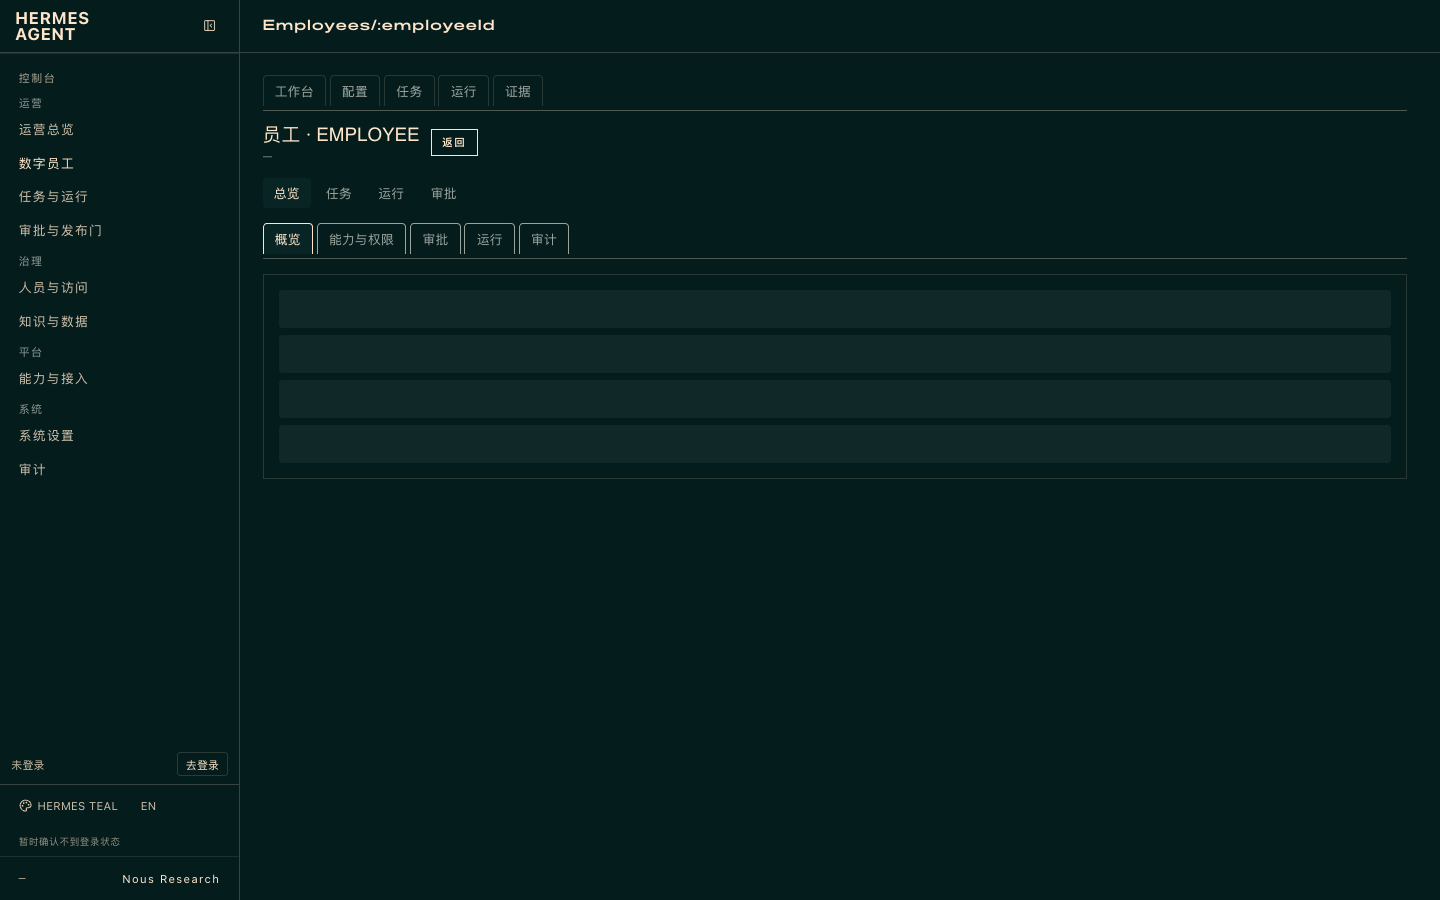 HERMES
AGENT
Employees/:employeeId
控制台
运营
运营总览
数字员工
任务与运行
审批与发布门
治理
人员与访问
知识与数据
平台
能力与接入
系统
系统设置
审计
工作台 配置 任务 运行 证据
员工 · EMPLOYEE 返回
—
总览 任务 运行 审批
概览 能力与权限 审批 运行 审计
未登录 去登录
HERMES TEAL EN
暂时确认不到登录状态
— Nous Research